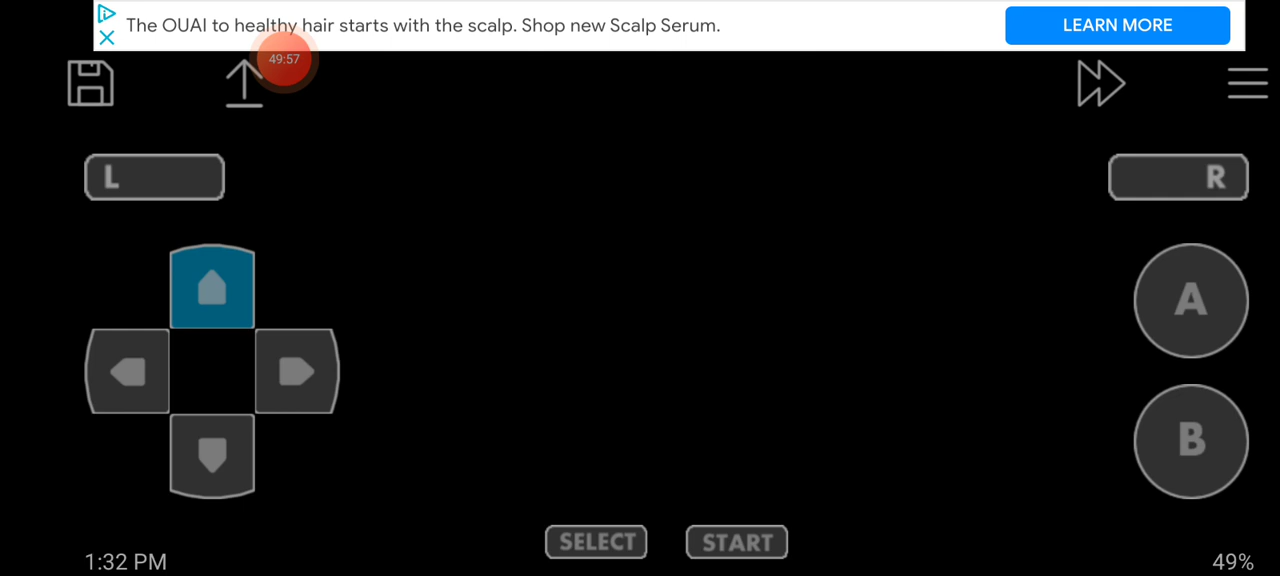 The OUAI to healthy hair starts with the scalp. Shop new Scalp Serum.
LEARN MORE
49:57
L
R
A
B
SELECT
START
1:32 PM
49%